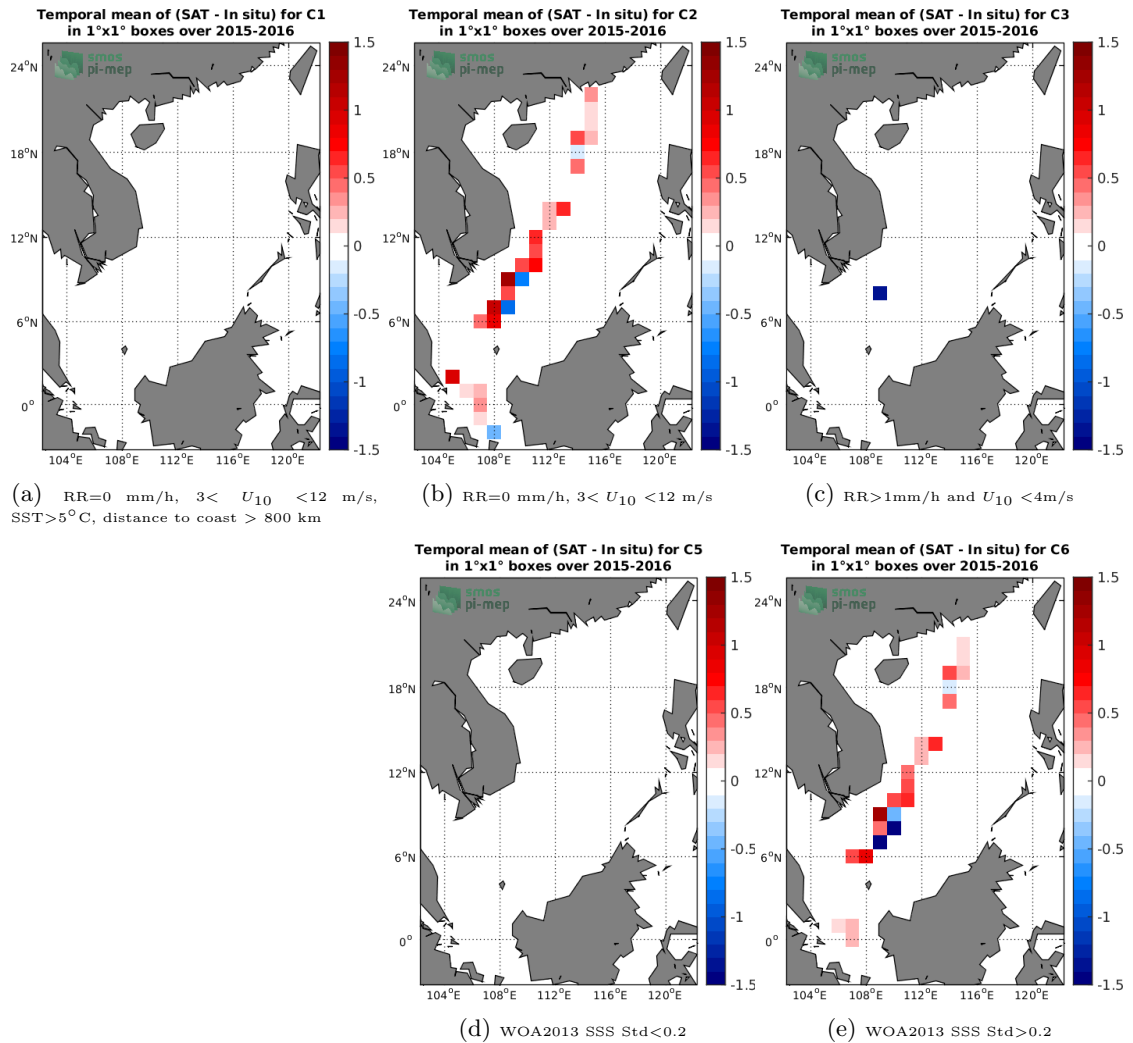 Temporal mean of (SAT - In situ) for C1
in 1°x1° boxes over 2015-2016
smos
pi-mep
24°N
18°N
12°N
6°N
0°
104°E
108°E
112°E
116°E
120°E
1.5
1
0.5
0
-0.5
-1
-1.5
(a) RR=0 mm/h, 3< U10 <12 m/s,
SST>5°C, distance to coast > 800 km
Temporal mean of (SAT - In situ) for C2
in 1°x1° boxes over 2015-2016
smos
pi-mep
24°N
18°N
12°N
6°N
0°
104°E
108°E
112°E
116°E
120°E
1.5
1
0.5
0
-0.5
-1
-1.5
(b) RR=0 mm/h, 3< U10 <12 m/s
Temporal mean of (SAT - In situ) for C3
in 1°x1° boxes over 2015-2016
smos
pi-mep
24°N
18°N
12°N
6°N
0°
104°E
108°E
112°E
116°E
120°E
1.5
1
0.5
0
-0.5
-1
-1.5
(c) RR>1mm/h and U10 <4m/s
Temporal mean of (SAT - In situ) for C5
in 1°x1° boxes over 2015-2016
smos
pi-mep
24°N
18°N
12°N
6°N
0°
104°E
108°E
112°E
116°E
120°E
1.5
1
0.5
0
-0.5
-1
-1.5
(d) WOA2013 SSS Std<0.2
Temporal mean of (SAT - In situ) for C6
in 1°x1° boxes over 2015-2016
smos
pi-mep
24°N
18°N
12°N
6°N
0°
104°E
108°E
112°E
116°E
120°E
1.5
1
0.5
0
-0.5
-1
-1.5
(e) WOA2013 SSS Std>0.2